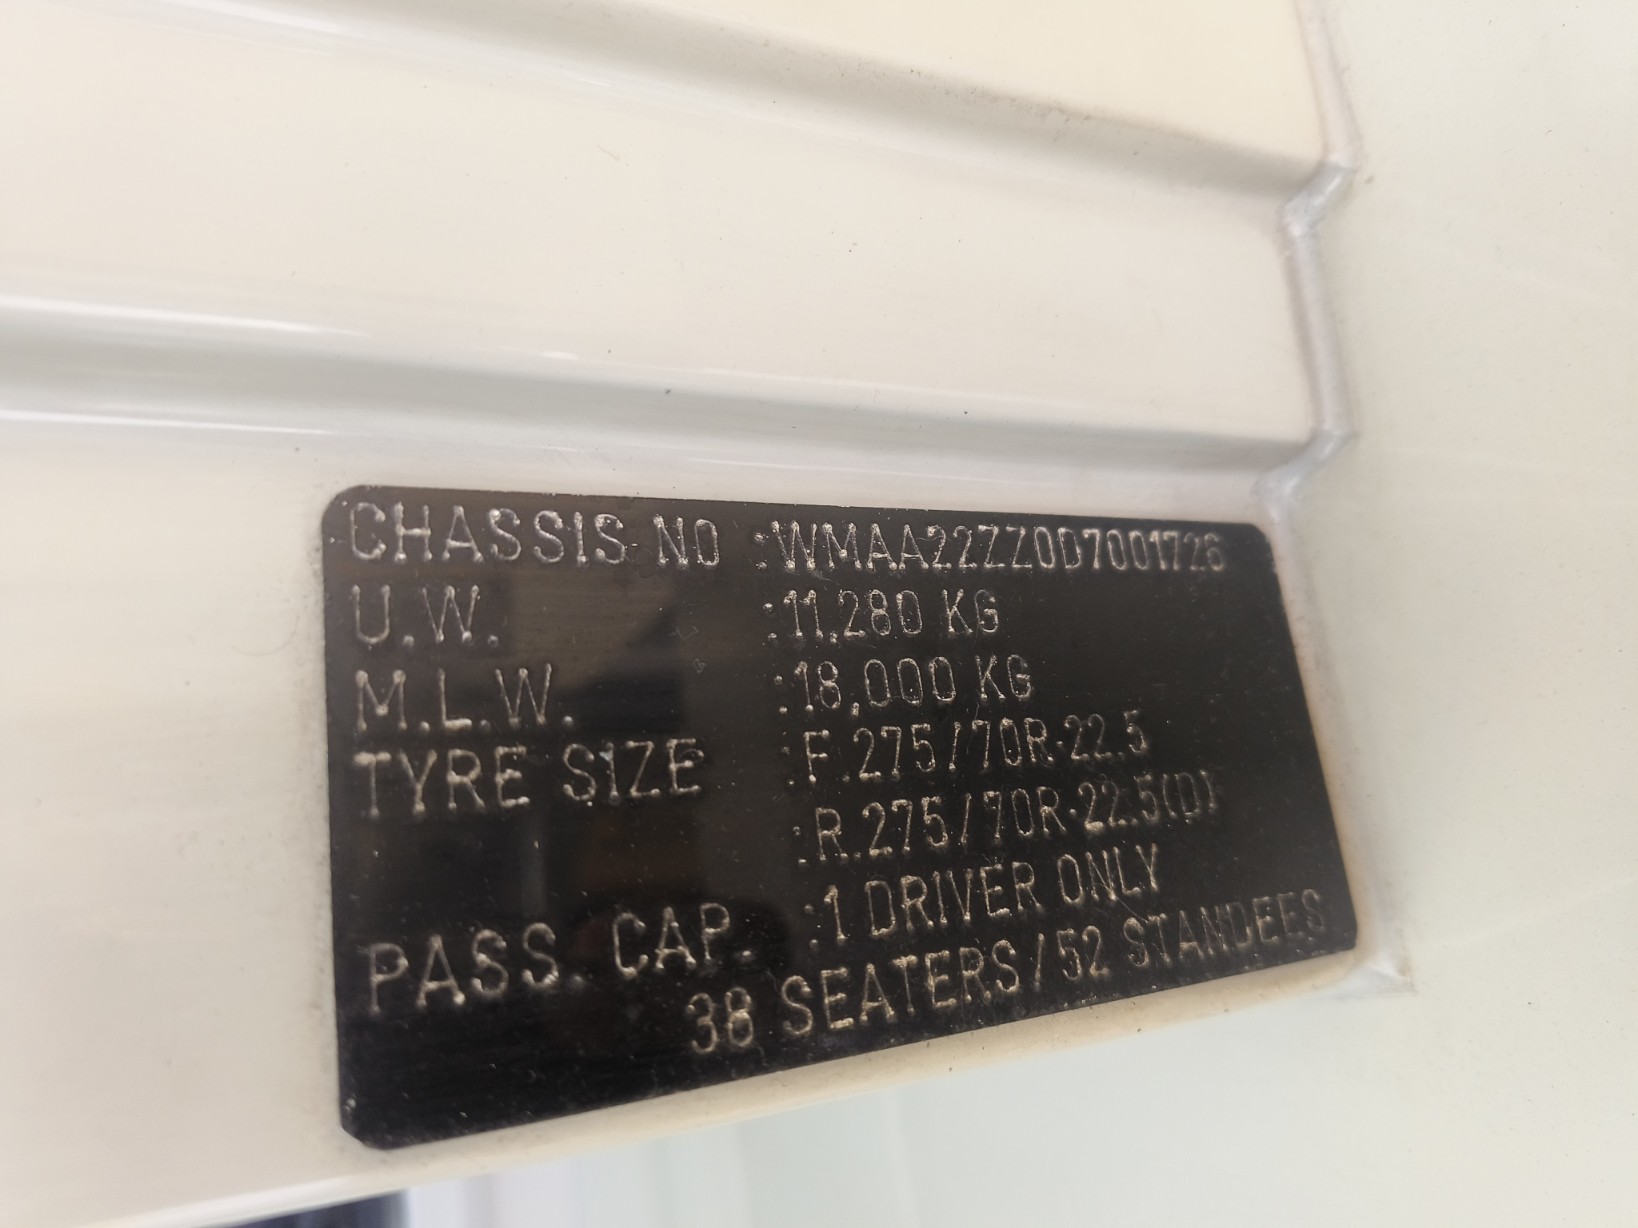 CHASSIS NO :WMAA22ZZ0D7001726
U.W. :11,280 KG
M.L.W. :18,000 KG
TYRE SIZE :F.275/70R-22.5
:R.275/70R-22.5(D)
PASS. CAP. :1 DRIVER ONLY
38 SEATERS/52 STANDEES